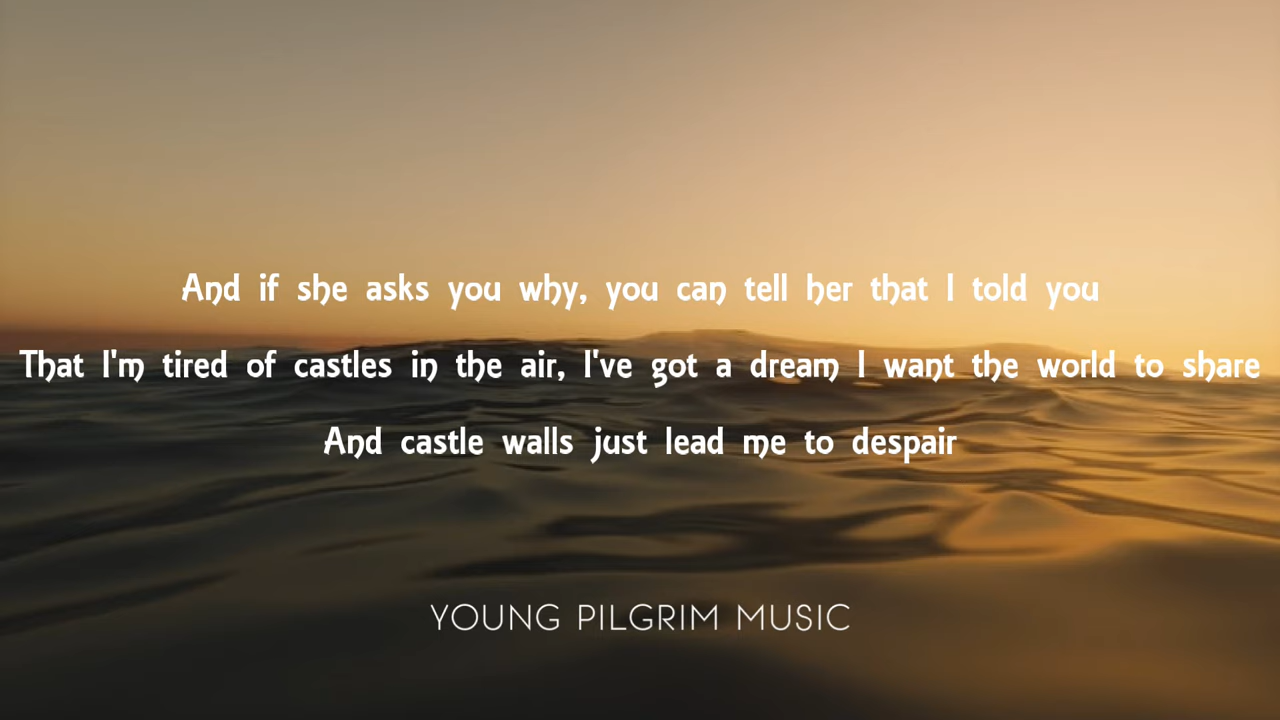 And if she asks you why, you can tell her that I told you
That I'm tired of castles in the air, I've got a dream I want the world to share
And castle walls just lead me to despair
YOUNG PILGRIM MUSIC